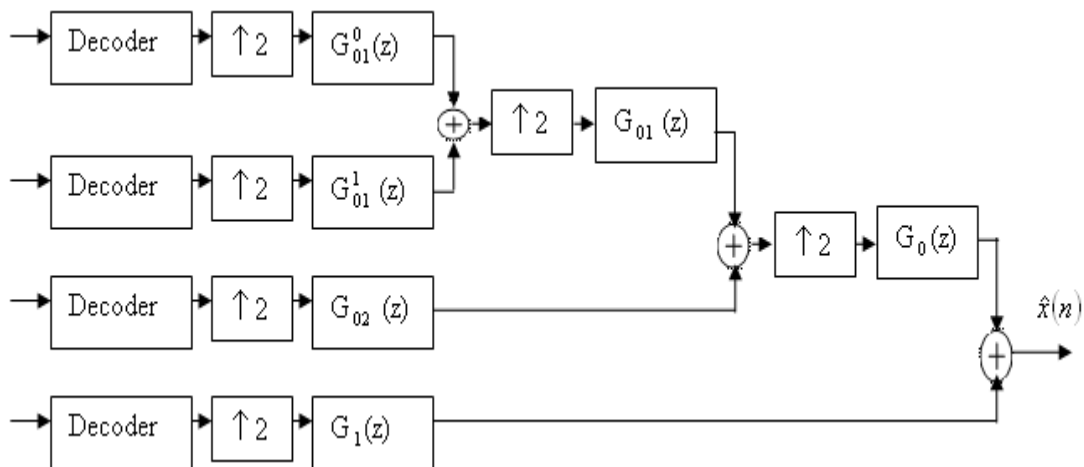 Decoder ↑2 G⁰₀₁(z)
+ ↑2 G₀₁ (z)
Decoder ↑2 G¹₀₁ (z)
+ ↑2 G₀(z)
Decoder ↑2 G₀₂ (z)
x̂(n)
+
Decoder ↑2 G₁(z)